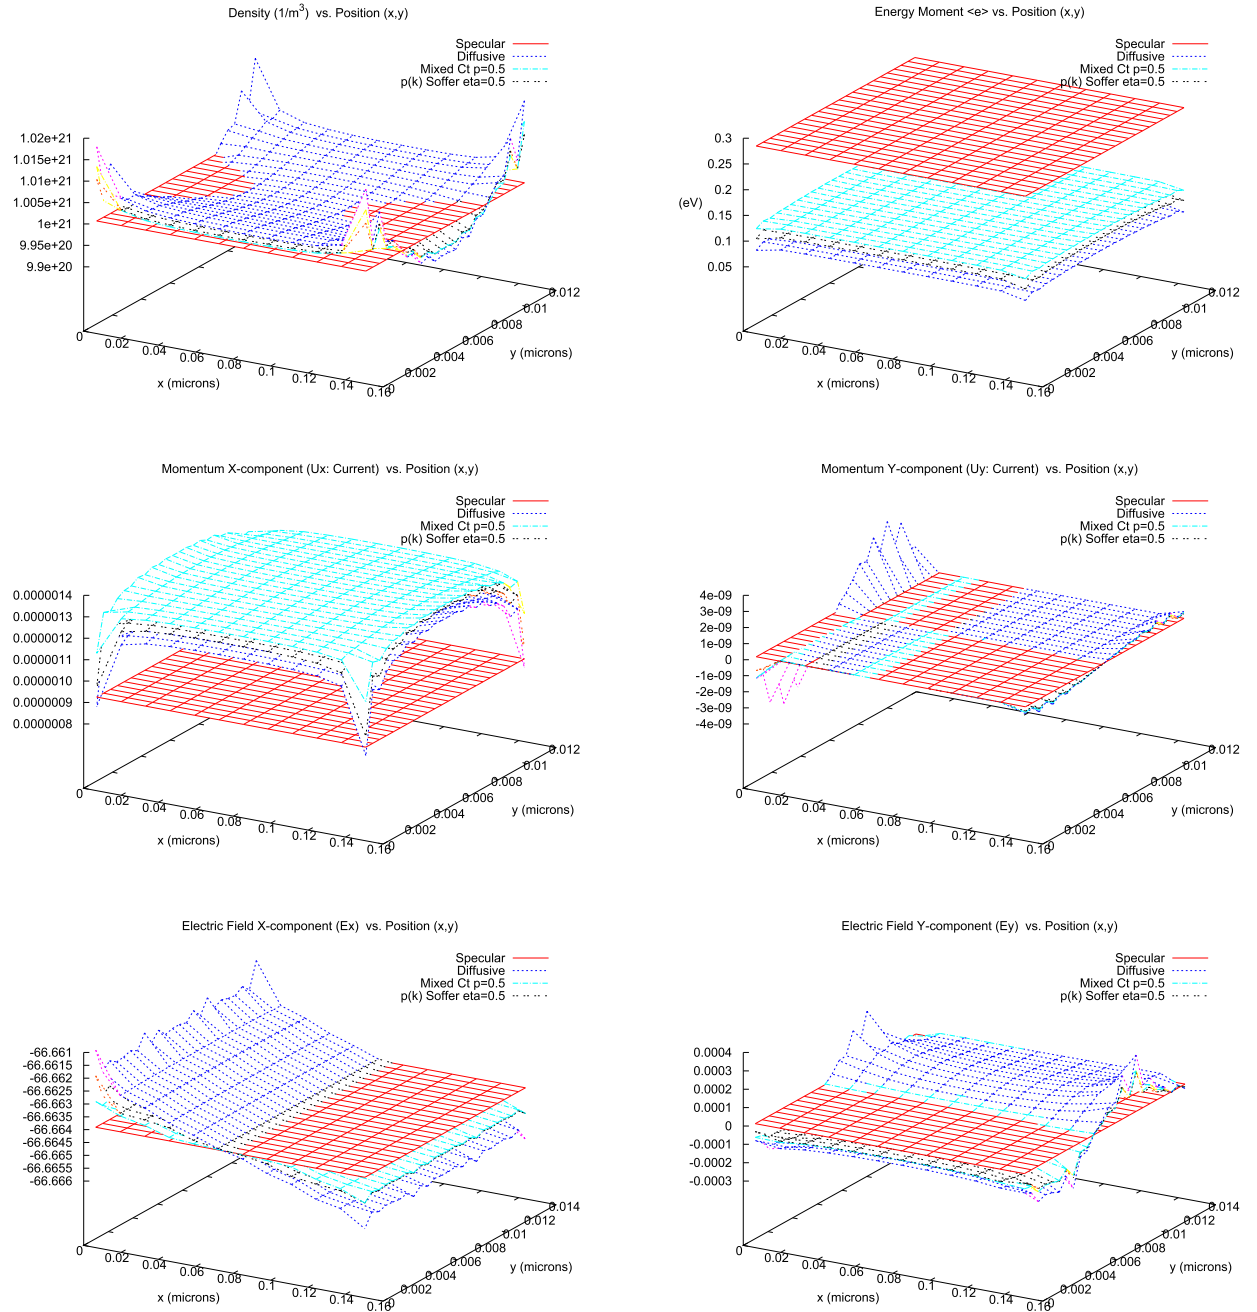 Density (1/m3) vs. Position (x,y)
Specular
Diffusive
Mixed Ct p=0.5
p(k) Soffer eta=0.5
1.02e+21
1.015e+21
1.01e+21
1.005e+21
1e+21
9.95e+20
9.9e+20
0
0.02
0.04
0.06
0.08
0.1
0.12
0.14
0.16
x (microns)
0
0.002
0.004
0.006
0.008
0.01
0.012
y (microns)
Energy Moment <e> vs. Position (x,y)
Specular
Diffusive
Mixed Ct p=0.5
p(k) Soffer eta=0.5
0.3
0.25
0.2
0.15
0.1
0.05
(eV)
0
0.02
0.04
0.06
0.08
0.1
0.12
0.14
0.16
x (microns)
0
0.002
0.004
0.006
0.008
0.01
0.012
y (microns)
Momentum X-component (Ux: Current) vs. Position (x,y)
Specular
Diffusive
Mixed Ct p=0.5
p(k) Soffer eta=0.5
0.0000014
0.0000013
0.0000012
0.0000011
0.0000010
0.0000009
0.0000008
0
0.02
0.04
0.06
0.08
0.1
0.12
0.14
0.16
x (microns)
0
0.002
0.004
0.006
0.008
0.01
0.012
y (microns)
Momentum Y-component (Uy: Current) vs. Position (x,y)
Specular
Diffusive
Mixed Ct p=0.5
p(k) Soffer eta=0.5
4e-09
3e-09
2e-09
1e-09
0
-1e-09
-2e-09
-3e-09
-4e-09
0
0.02
0.04
0.06
0.08
0.1
0.12
0.14
0.16
x (microns)
0
0.002
0.004
0.006
0.008
0.01
0.012
y (microns)
Electric Field X-component (Ex) vs. Position (x,y)
Specular
Diffusive
Mixed Ct p=0.5
p(k) Soffer eta=0.5
-66.661
-66.6615
-66.662
-66.6625
-66.663
-66.6635
-66.664
-66.6645
-66.665
-66.6655
-66.666
0
0.02
0.04
0.06
0.08
0.1
0.12
0.14
0.16
x (microns)
0
0.002
0.004
0.006
0.008
0.01
0.012
0.014
y (microns)
Electric Field Y-component (Ey) vs. Position (x,y)
Specular
Diffusive
Mixed Ct p=0.5
p(k) Soffer eta=0.5
0.0004
0.0003
0.0002
0.0001
0
-0.0001
-0.0002
-0.0003
0
0.02
0.04
0.06
0.08
0.1
0.12
0.14
0.16
x (microns)
0
0.002
0.004
0.006
0.008
0.01
0.012
0.014
y (microns)